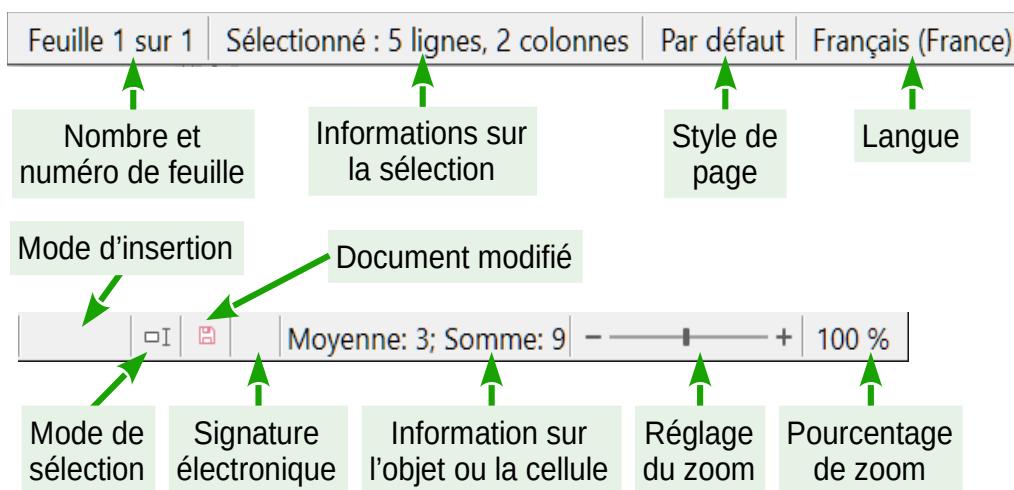 Feuille 1 sur 1 Sélectionné : 5 lignes, 2 colonnes Par défaut Français (France)
Nombre et
numéro de feuille
Informations sur
la sélection
Style de
page
Langue
Mode d’insertion
Document modifié
Moyenne: 3; Somme: 9 100 %
Mode de
sélection
Signature
électronique
Information sur
l’objet ou la cellule
Réglage
du zoom
Pourcentage
de zoom